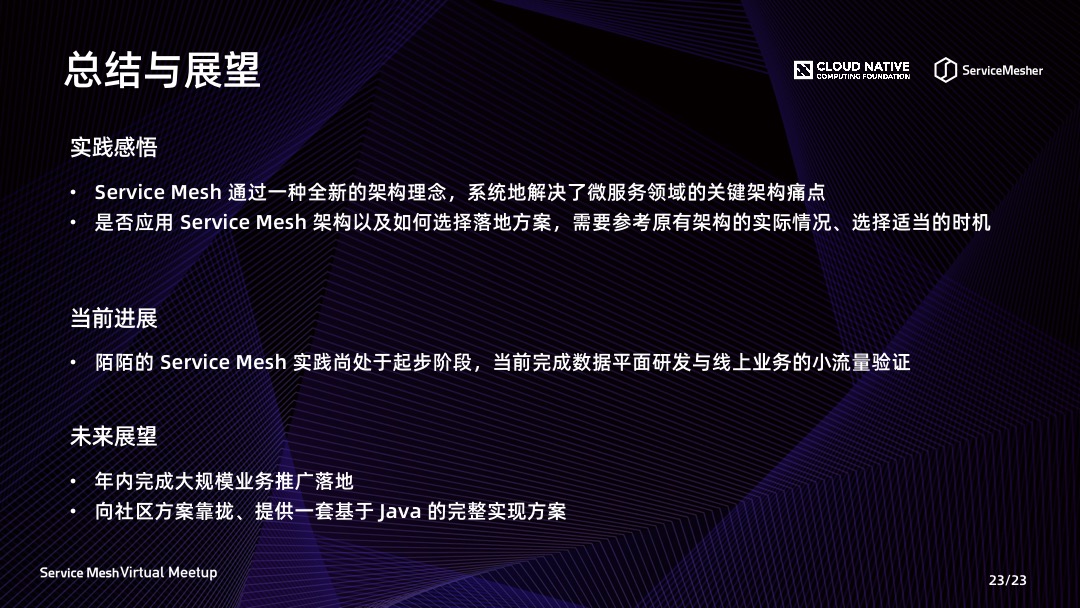 总结与展望
CLOUD NATIVE
COMPUTING FOUNDATION
ServiceMesher
实践感悟
• Service Mesh 通过一种全新的架构理念，系统地解决了微服务领域的关键架构痛点
• 是否应用 Service Mesh 架构以及如何选择落地方案，需要参考原有架构的实际情况、选择适当的时机
当前进展
• 陌陌的 Service Mesh 实践尚处于起步阶段，当前完成数据平面研发与线上业务的小流量验证
未来展望
• 年内完成大规模业务推广落地
• 向社区方案靠拢、提供一套基于 Java 的完整实现方案
Service Mesh Virtual Meetup
23/23